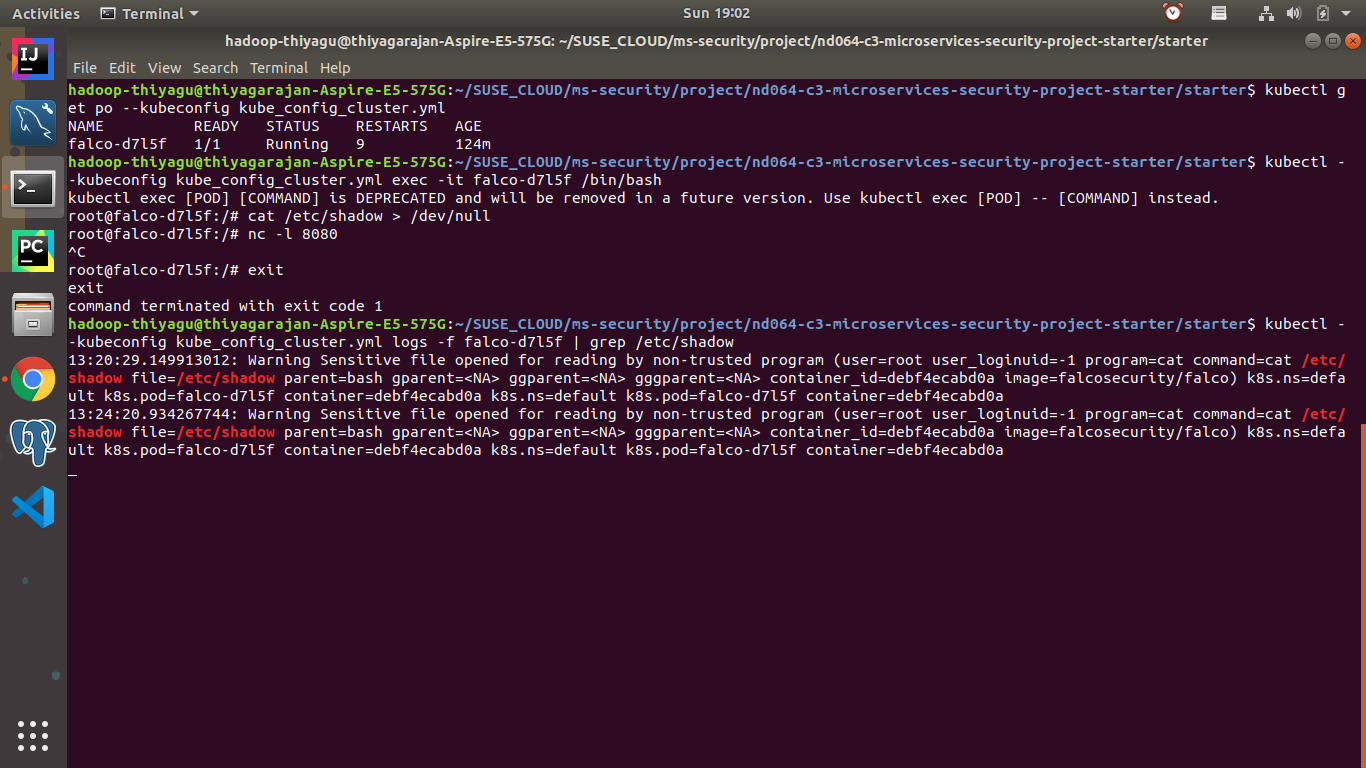 Activities Terminal Sun 19:02
hadoop-thiyagu@thiyagarajan-Aspire-E5-575G: ~/SUSE_CLOUD/ms-security/project/nd064-c3-microservices-security-project-starter/starter
File Edit View Search Terminal Help
hadoop-thiyagu@thiyagarajan-Aspire-E5-575G:~/SUSE_CLOUD/ms-security/project/nd064-c3-microservices-security-project-starter/starter$ kubectl g
et po --kubeconfig kube_config_cluster.yml
NAME READY STATUS RESTARTS AGE
falco-d7l5f 1/1 Running 9 124m
hadoop-thiyagu@thiyagarajan-Aspire-E5-575G:~/SUSE_CLOUD/ms-security/project/nd064-c3-microservices-security-project-starter/starter$ kubectl -
-kubeconfig kube_config_cluster.yml exec -it falco-d7l5f /bin/bash
kubectl exec [POD] [COMMAND] is DEPRECATED and will be removed in a future version. Use kubectl exec [POD] -- [COMMAND] instead.
root@falco-d7l5f:/# cat /etc/shadow > /dev/null
root@falco-d7l5f:/# nc -l 8080
^C
root@falco-d7l5f:/# exit
exit
command terminated with exit code 1
hadoop-thiyagu@thiyagarajan-Aspire-E5-575G:~/SUSE_CLOUD/ms-security/project/nd064-c3-microservices-security-project-starter/starter$ kubectl -
-kubeconfig kube_config_cluster.yml logs -f falco-d7l5f | grep /etc/shadow
13:20:29.149913012: Warning Sensitive file opened for reading by non-trusted program (user=root user_loginuid=-1 program=cat command=cat /etc/
shadow file=/etc/shadow parent=bash gparent=<NA> ggparent=<NA> gggparent=<NA> container_id=debf4ecabd0a image=falcosecurity/falco) k8s.ns=defa
ult k8s.pod=falco-d7l5f container=debf4ecabd0a k8s.ns=default k8s.pod=falco-d7l5f container=debf4ecabd0a
13:24:20.934267744: Warning Sensitive file opened for reading by non-trusted program (user=root user_loginuid=-1 program=cat command=cat /etc/
shadow file=/etc/shadow parent=bash gparent=<NA> ggparent=<NA> gggparent=<NA> container_id=debf4ecabd0a image=falcosecurity/falco) k8s.ns=defa
ult k8s.pod=falco-d7l5f container=debf4ecabd0a k8s.ns=default k8s.pod=falco-d7l5f container=debf4ecabd0a
IJ
PC